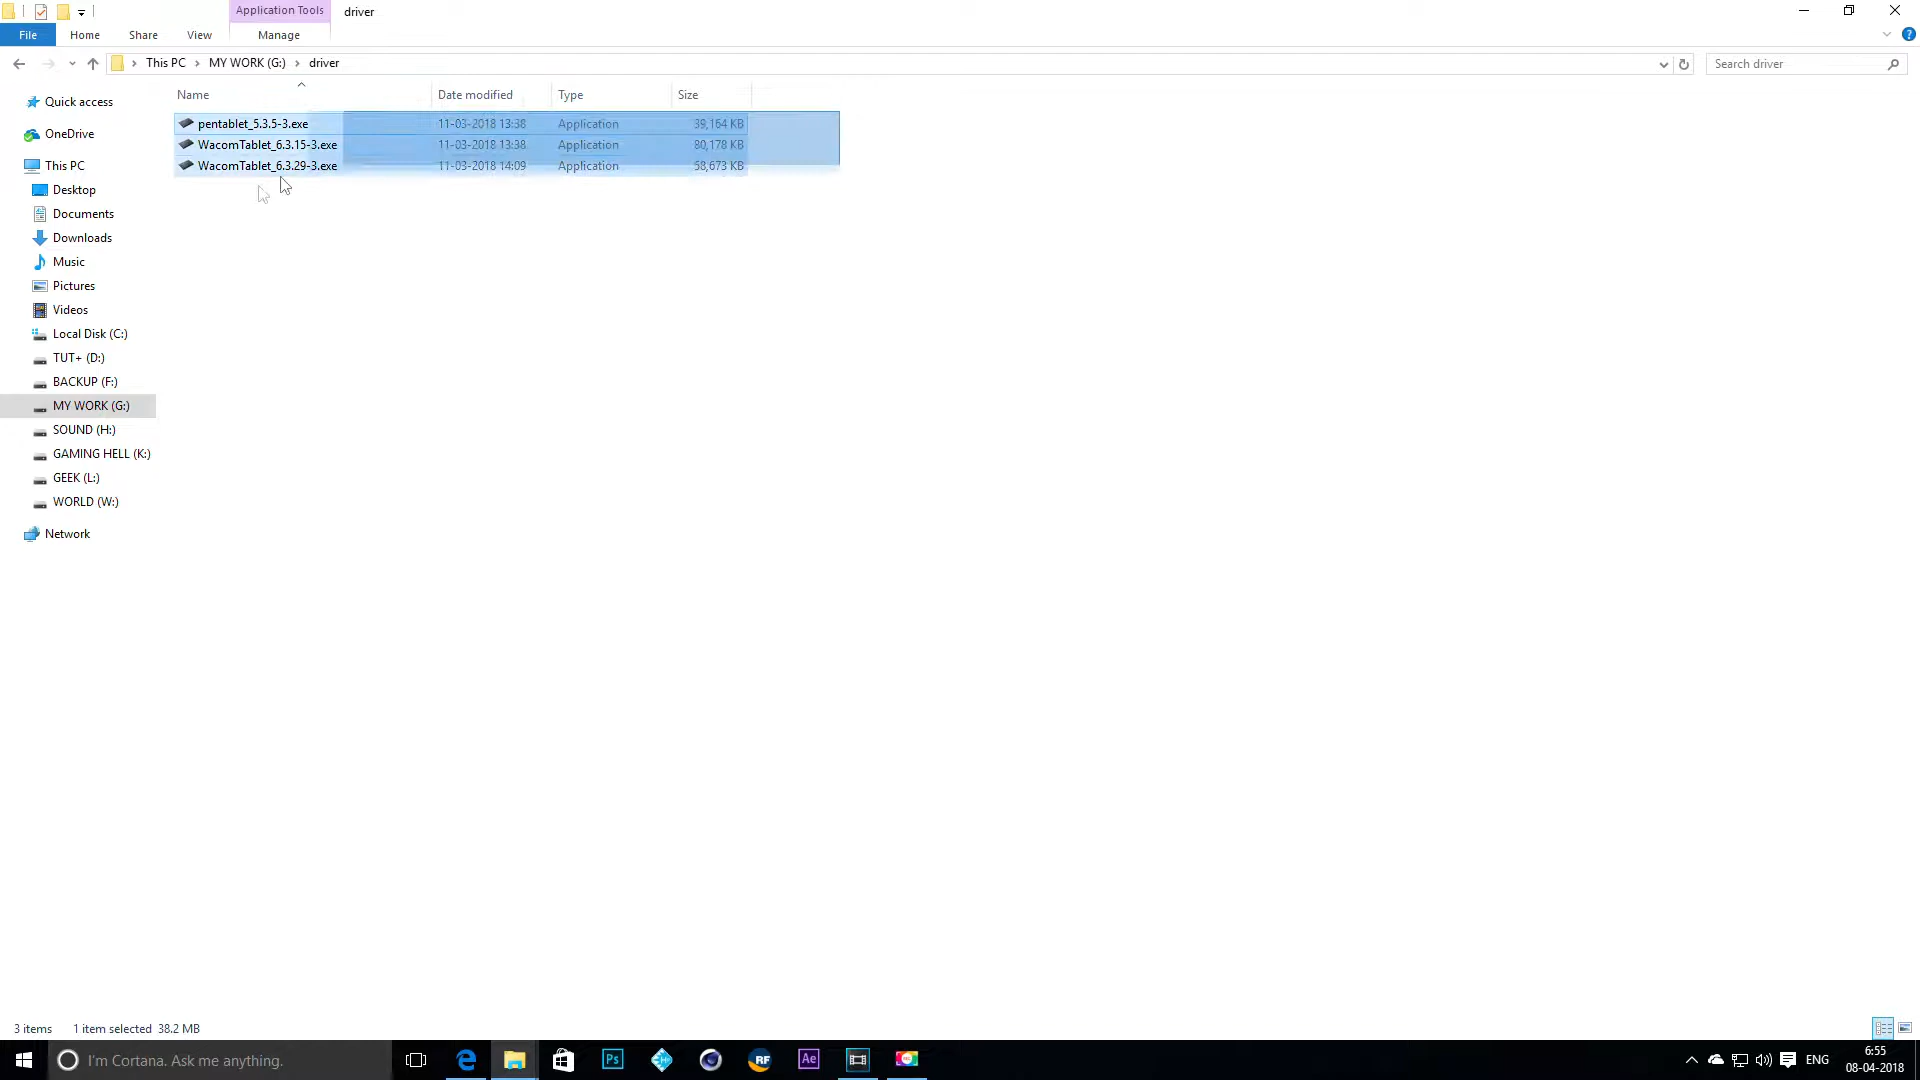 Application Tools
driver
File
Home
Share
View
Manage
This PC
MY WORK (G:)
driver
Search driver
Name
Date modified
Type
Size
pentablet_5.3.5-3.exe
11-03-2018 13:38
Application
39,164 KB
WacomTablet_6.3.15-3.exe
11-03-2018 13:38
Application
80,178 KB
WacomTablet_6.3.29-3.exe
11-03-2018 14:09
Application
58,673 KB
Quick access
OneDrive
This PC
Desktop
Documents
Downloads
Music
Pictures
Videos
Local Disk (C:)
TUT+ (D:)
BACKUP (F:)
MY WORK (G:)
SOUND (H:)
GAMING HELL (K:)
GEEK (L:)
WORLD (W:)
Network
3 items
1 item selected 38.2 MB
I'm Cortana. Ask me anything.
Ps
RF
Ae
ENG
6:55
08-04-2018